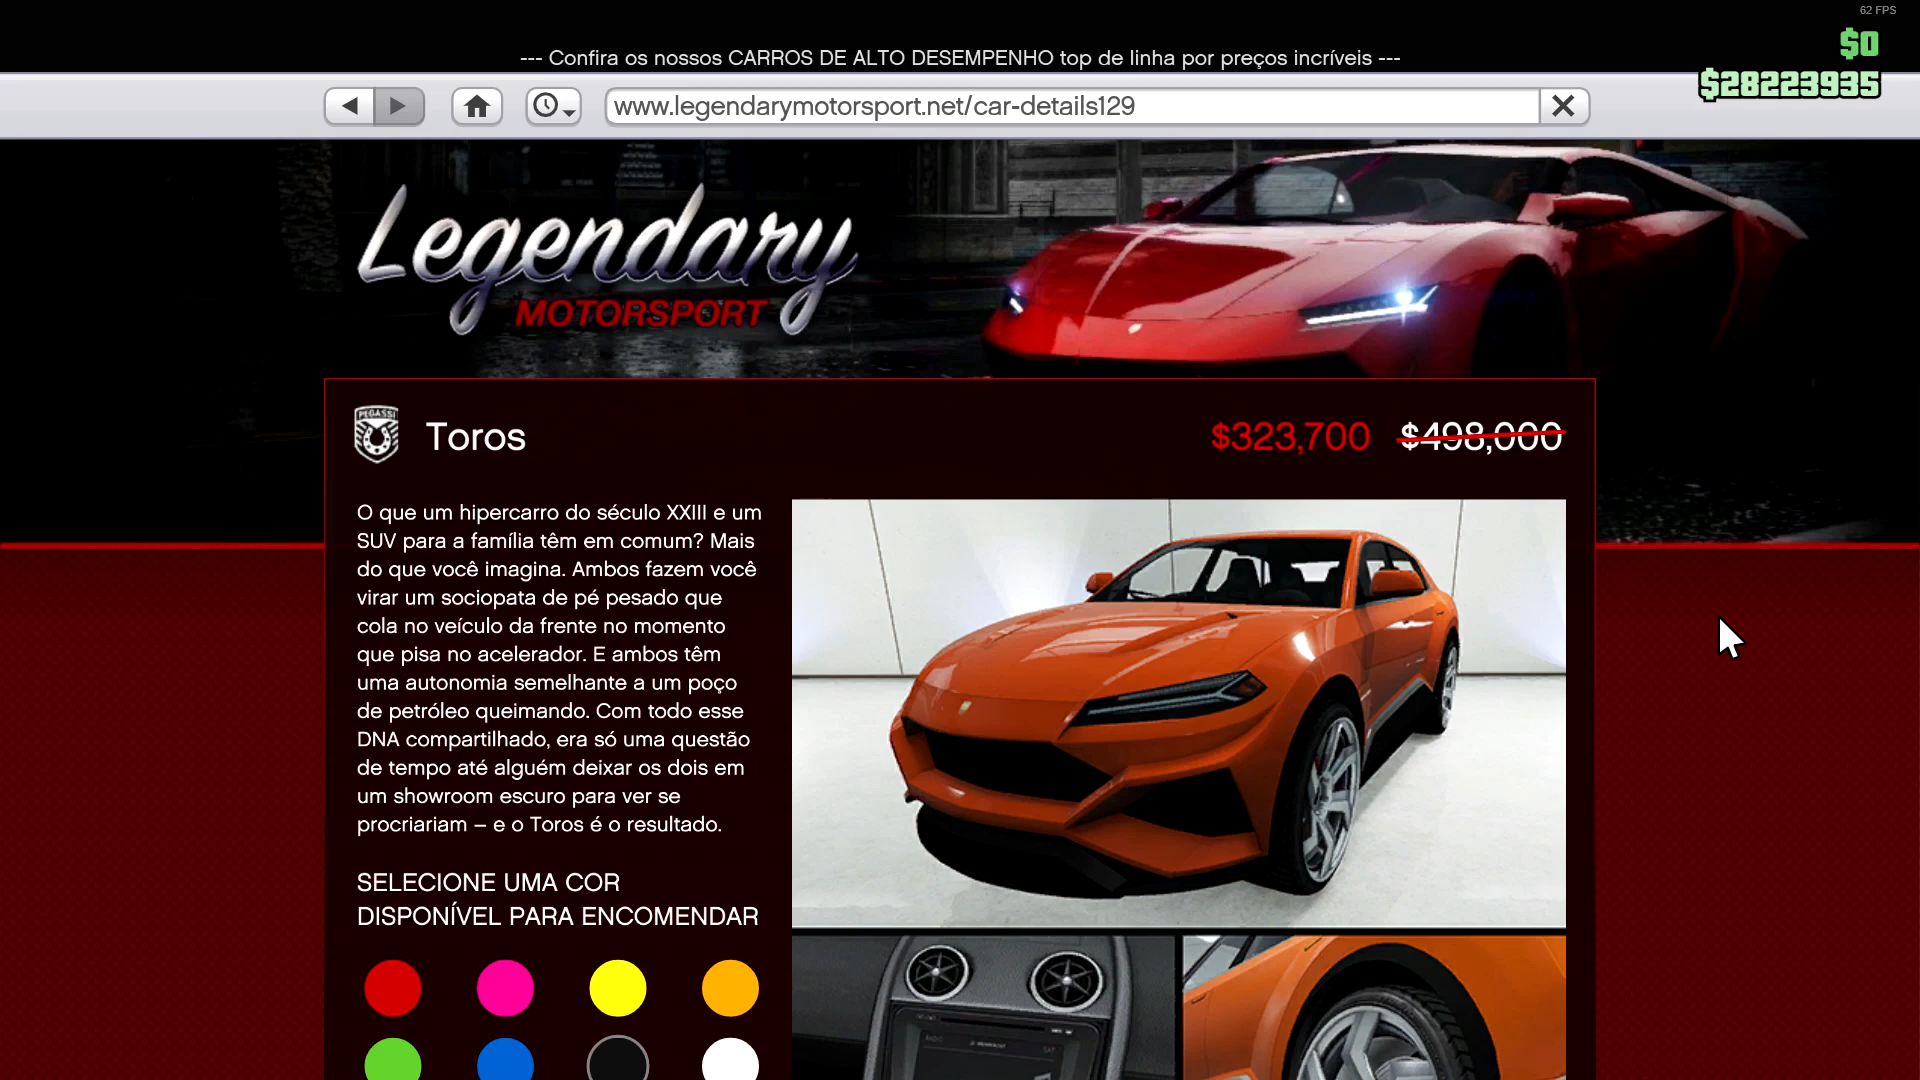 62 FPS
$0
--- Confira os nossos CARROS DE ALTO DESEMPENHO top de linha por preços incríveis ---
$28223935
www.legendarymotorsport.net/car-details129
Legendary
MOTORSPORT
PEGASSI
Toros
$323,700 $498,000
O que um hipercarro do século XXIII e um
SUV para a família têm em comum? Mais
do que você imagina. Ambos fazem você
virar um sociopata de pé pesado que
cola no veículo da frente no momento
que pisa no acelerador. E ambos têm
uma autonomia semelhante a um poço
de petróleo queimando. Com todo esse
DNA compartilhado, era só uma questão
de tempo até alguém deixar os dois em
um showroom escuro para ver se
procriariam – e o Toros é o resultado.
SELECIONE UMA COR
DISPONÍVEL PARA ENCOMENDAR